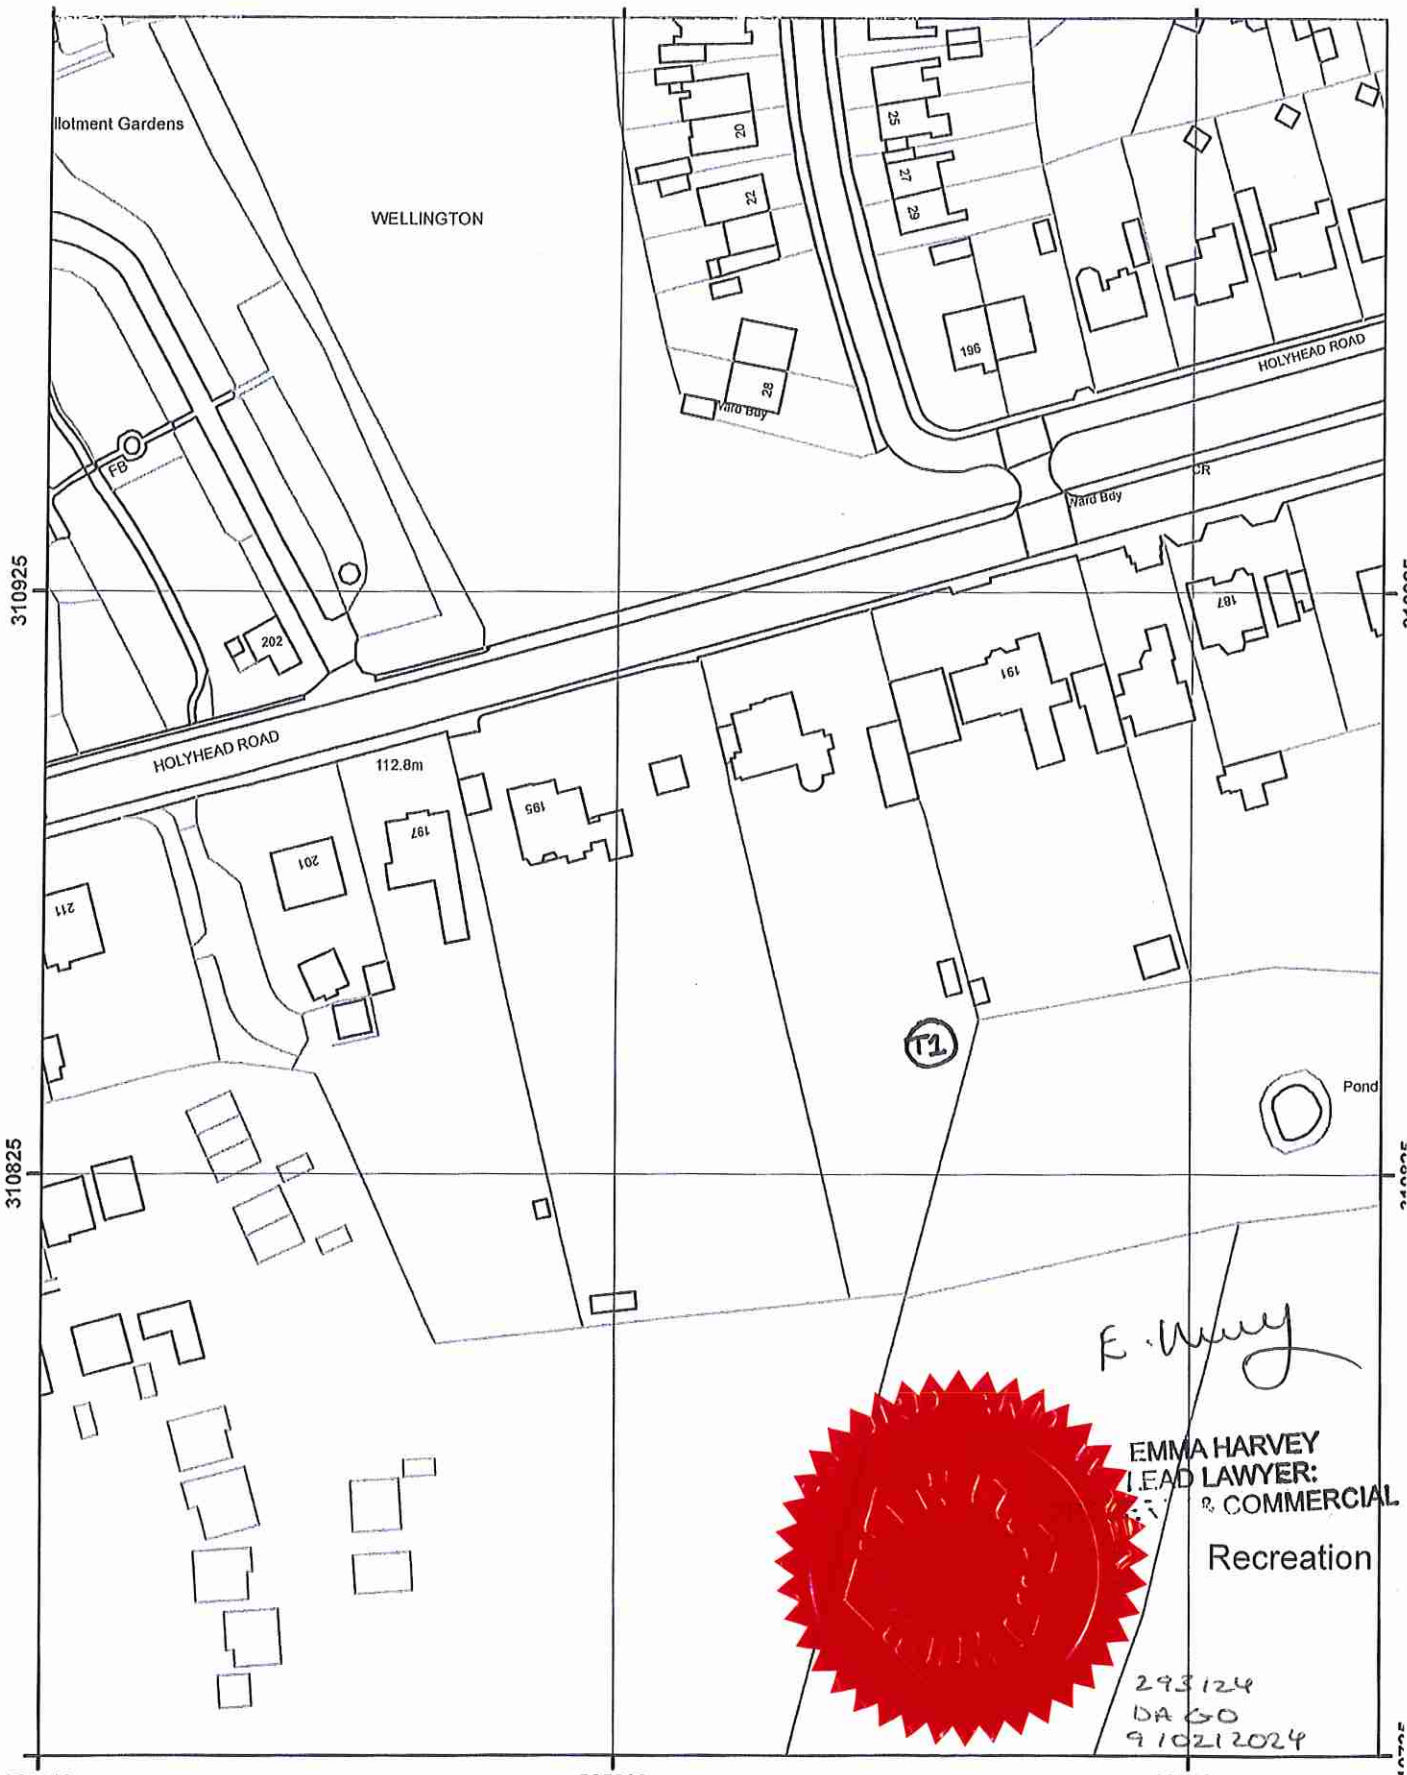 llotment Gardens
WELLINGTON
20
25
22
27
29
196
28
Ward Bdy
HOLYHEAD ROAD
FB
CR
Ward Bdy
310925
202
187
191
HOLYHEAD ROAD
112.8m
195
197
201
211
T1
Pond
310825
EMMA HARVEY
LEAD LAWYER:
& COMMERCIAL
Recreation
293124
DA GO
9/02/2024